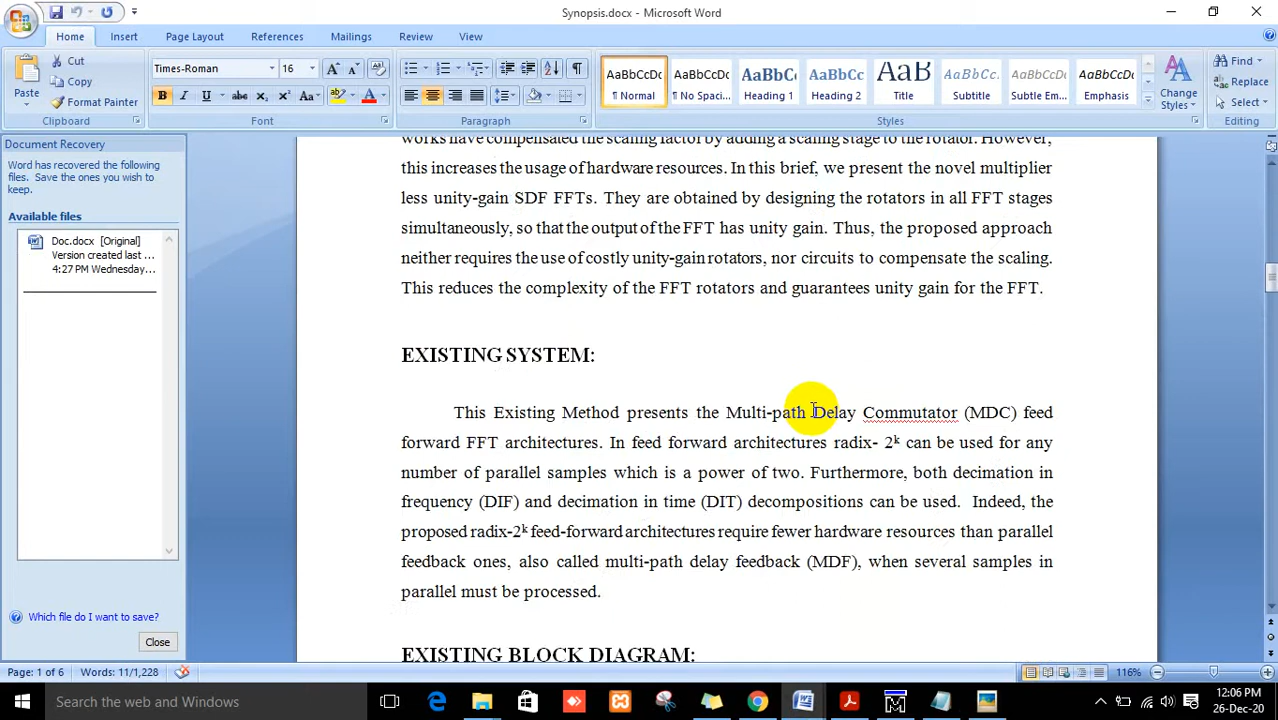 Synopsis.docx - Microsoft Word
Home Insert Page Layout References Mailings Review View
Paste
Cut
Copy
Format Painter
Clipboard
Times-Roman 16
B I U abc x₂ x² Aa
Font
Paragraph
AaBbCcDc AaBbCcDc AaBbC AaBbCc AaB AaBbCc. AaBbCcDc AaBbCcDc
¶ Normal ¶ No Spaci... Heading 1 Heading 2 Title Subtitle Subtle Em... Emphasis
Change Styles
Styles
Find
Replace
Select
Editing
Document Recovery
Word has recovered the following
files. Save the ones you wish to
keep.
Available files
Doc.docx [Original]
Version created last ...
4:27 PM Wednesday...
Which file do I want to save?
Close
works have compensated the scaling factor by adding a scaling stage to the rotator. However,
this increases the usage of hardware resources. In this brief, we present the novel multiplier
less unity-gain SDF FFTs. They are obtained by designing the rotators in all FFT stages
simultaneously, so that the output of the FFT has unity gain. Thus, the proposed approach
neither requires the use of costly unity-gain rotators, nor circuits to compensate the scaling.
This reduces the complexity of the FFT rotators and guarantees unity gain for the FFT.
EXISTING SYSTEM:
This Existing Method presents the Multi-path Delay Commutator (MDC) feed
forward FFT architectures. In feed forward architectures radix- 2ᵏ can be used for any
number of parallel samples which is a power of two. Furthermore, both decimation in
frequency (DIF) and decimation in time (DIT) decompositions can be used. Indeed, the
proposed radix-2ᵏ feed-forward architectures require fewer hardware resources than parallel
feedback ones, also called multi-path delay feedback (MDF), when several samples in
parallel must be processed.
EXISTING BLOCK DIAGRAM:
Page: 1 of 6 Words: 11/1,228 116%
Search the web and Windows
12:06 PM
26-Dec-20